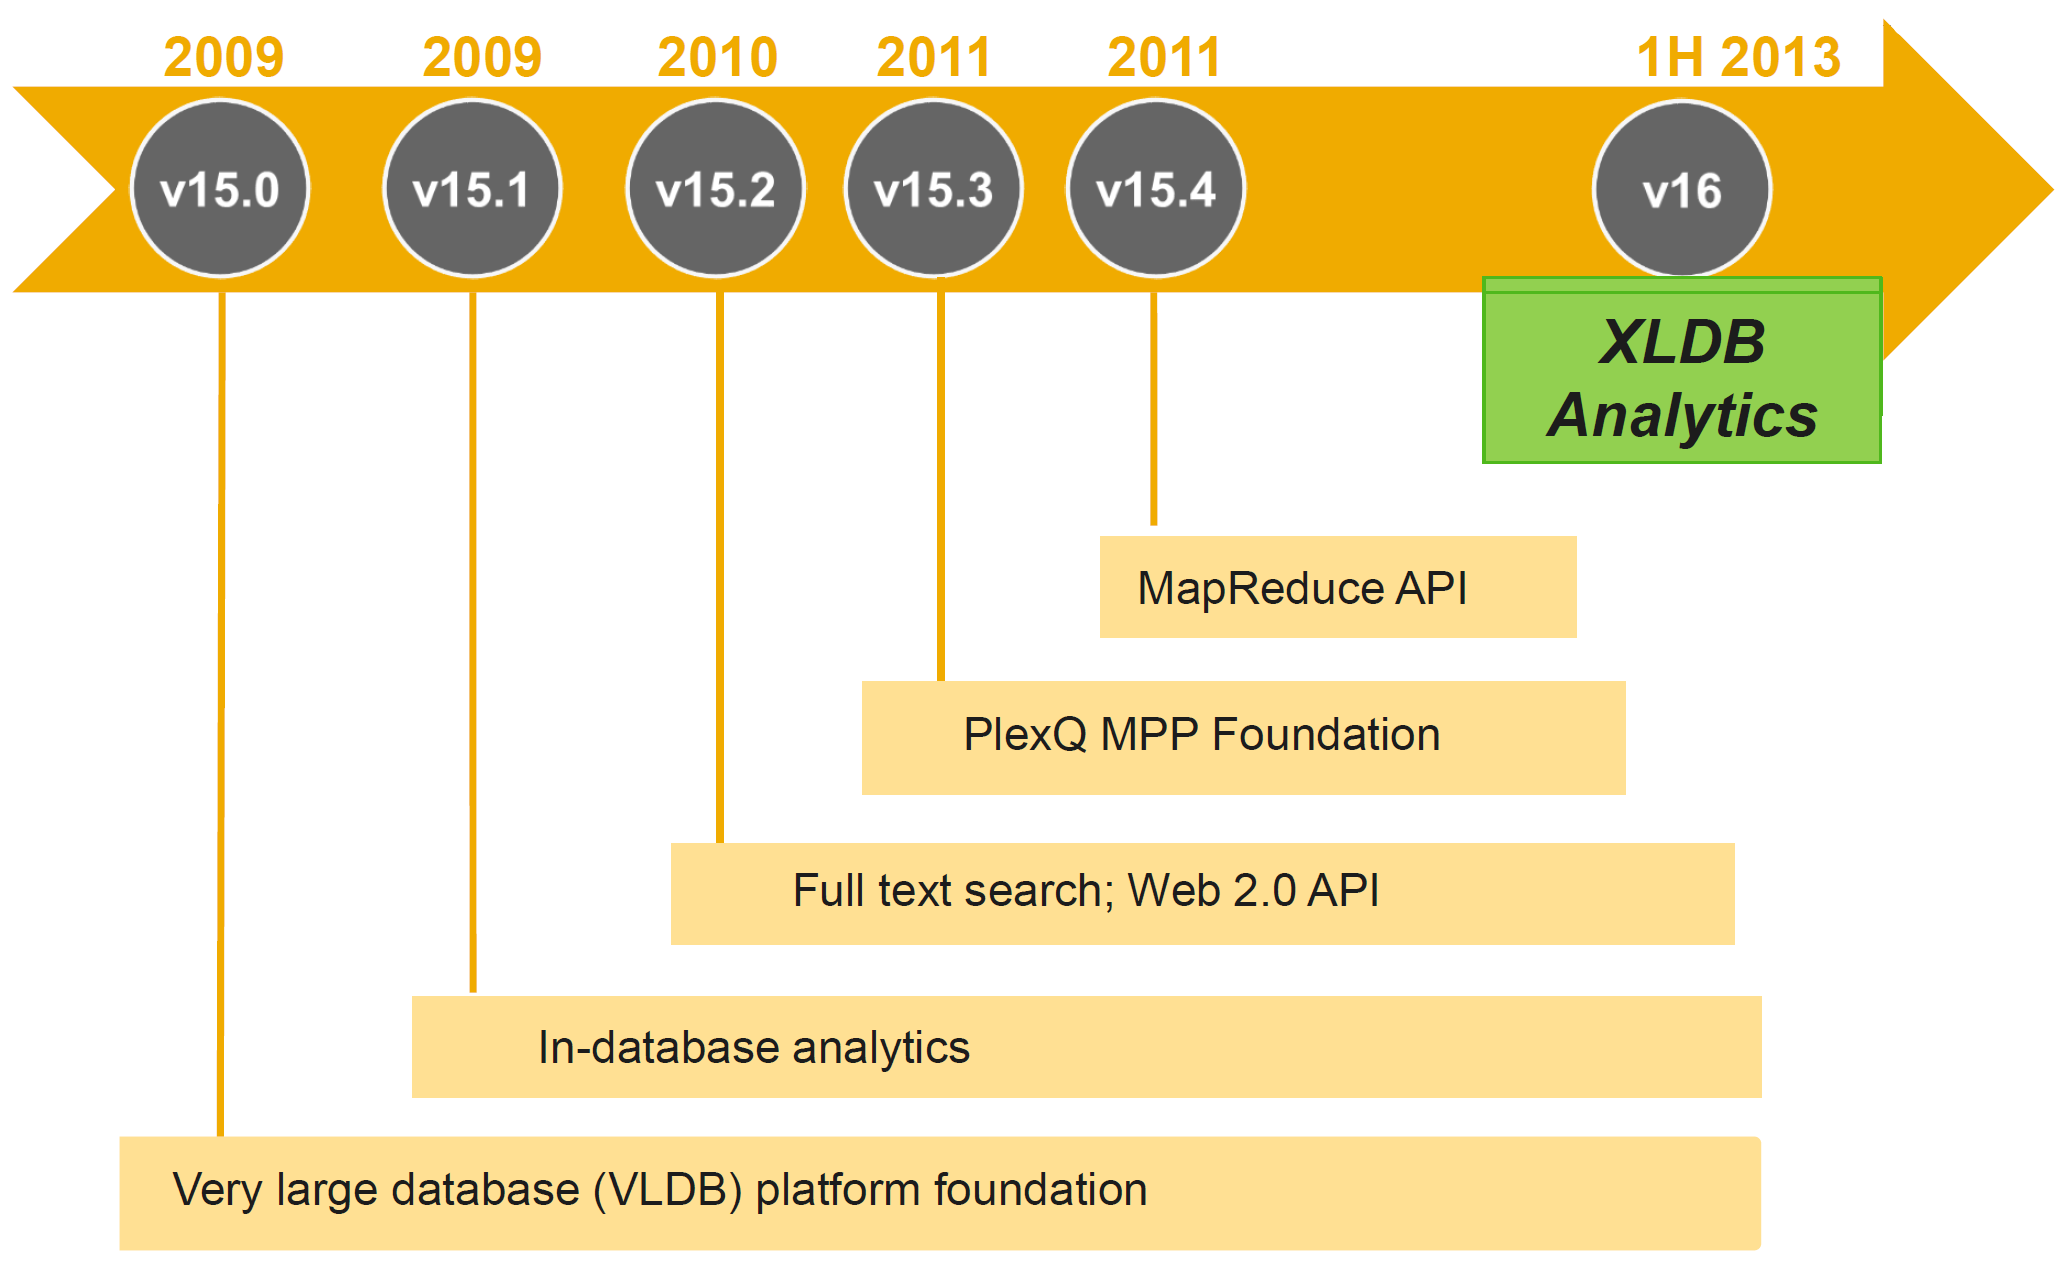 2009 2009 2010 2011 2011 1H 2013
v15.0 v15.1 v15.2 v15.3 v15.4 v16
XLDB
Analytics
MapReduce API
PlexQ MPP Foundation
Full text search; Web 2.0 API
In-database analytics
Very large database (VLDB) platform foundation